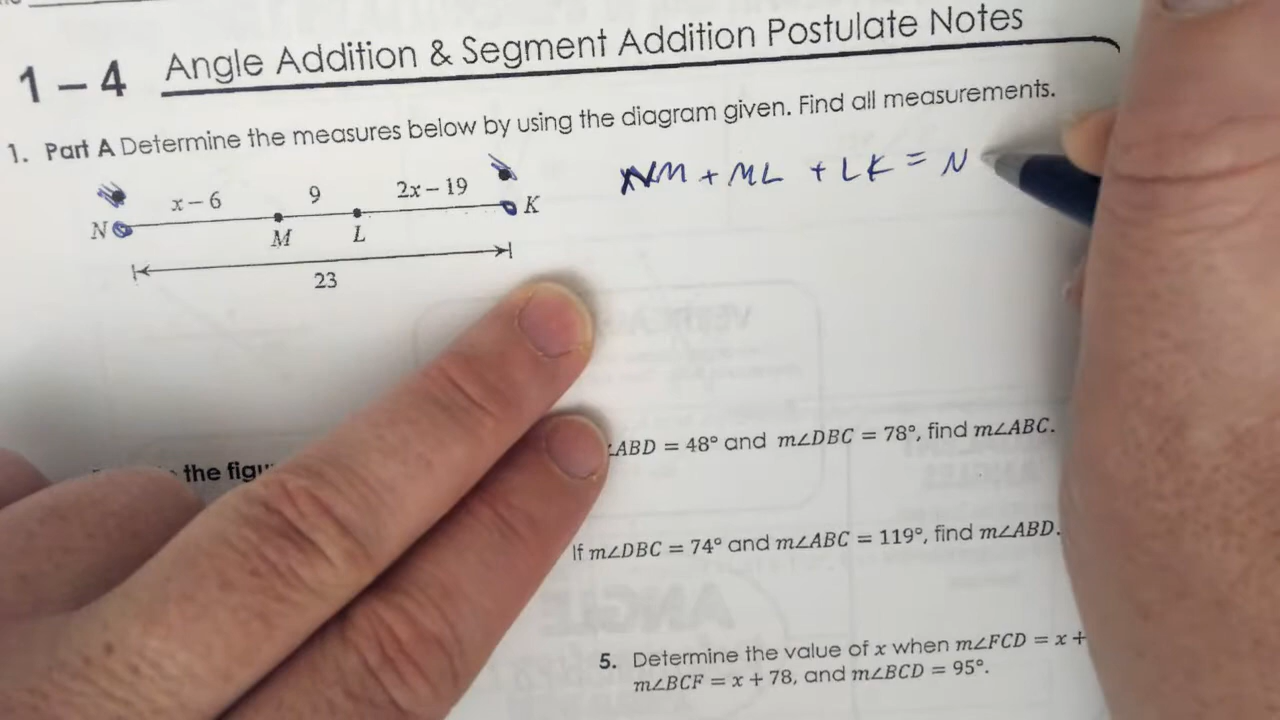 1 – 4 Angle Addition & Segment Addition Postulate Notes
1. Part A Determine the measures below by using the diagram given. Find all measurements.
NM + ML + LK = N
x – 6 9 2x – 19
N M L K
23
∠ABD = 48° and m∠DBC = 78°, find m∠ABC.
the figu
If m∠DBC = 74° and m∠ABC = 119°, find m∠ABD.
5. Determine the value of x when m∠FCD = x +
m∠BCF = x + 78, and m∠BCD = 95°.